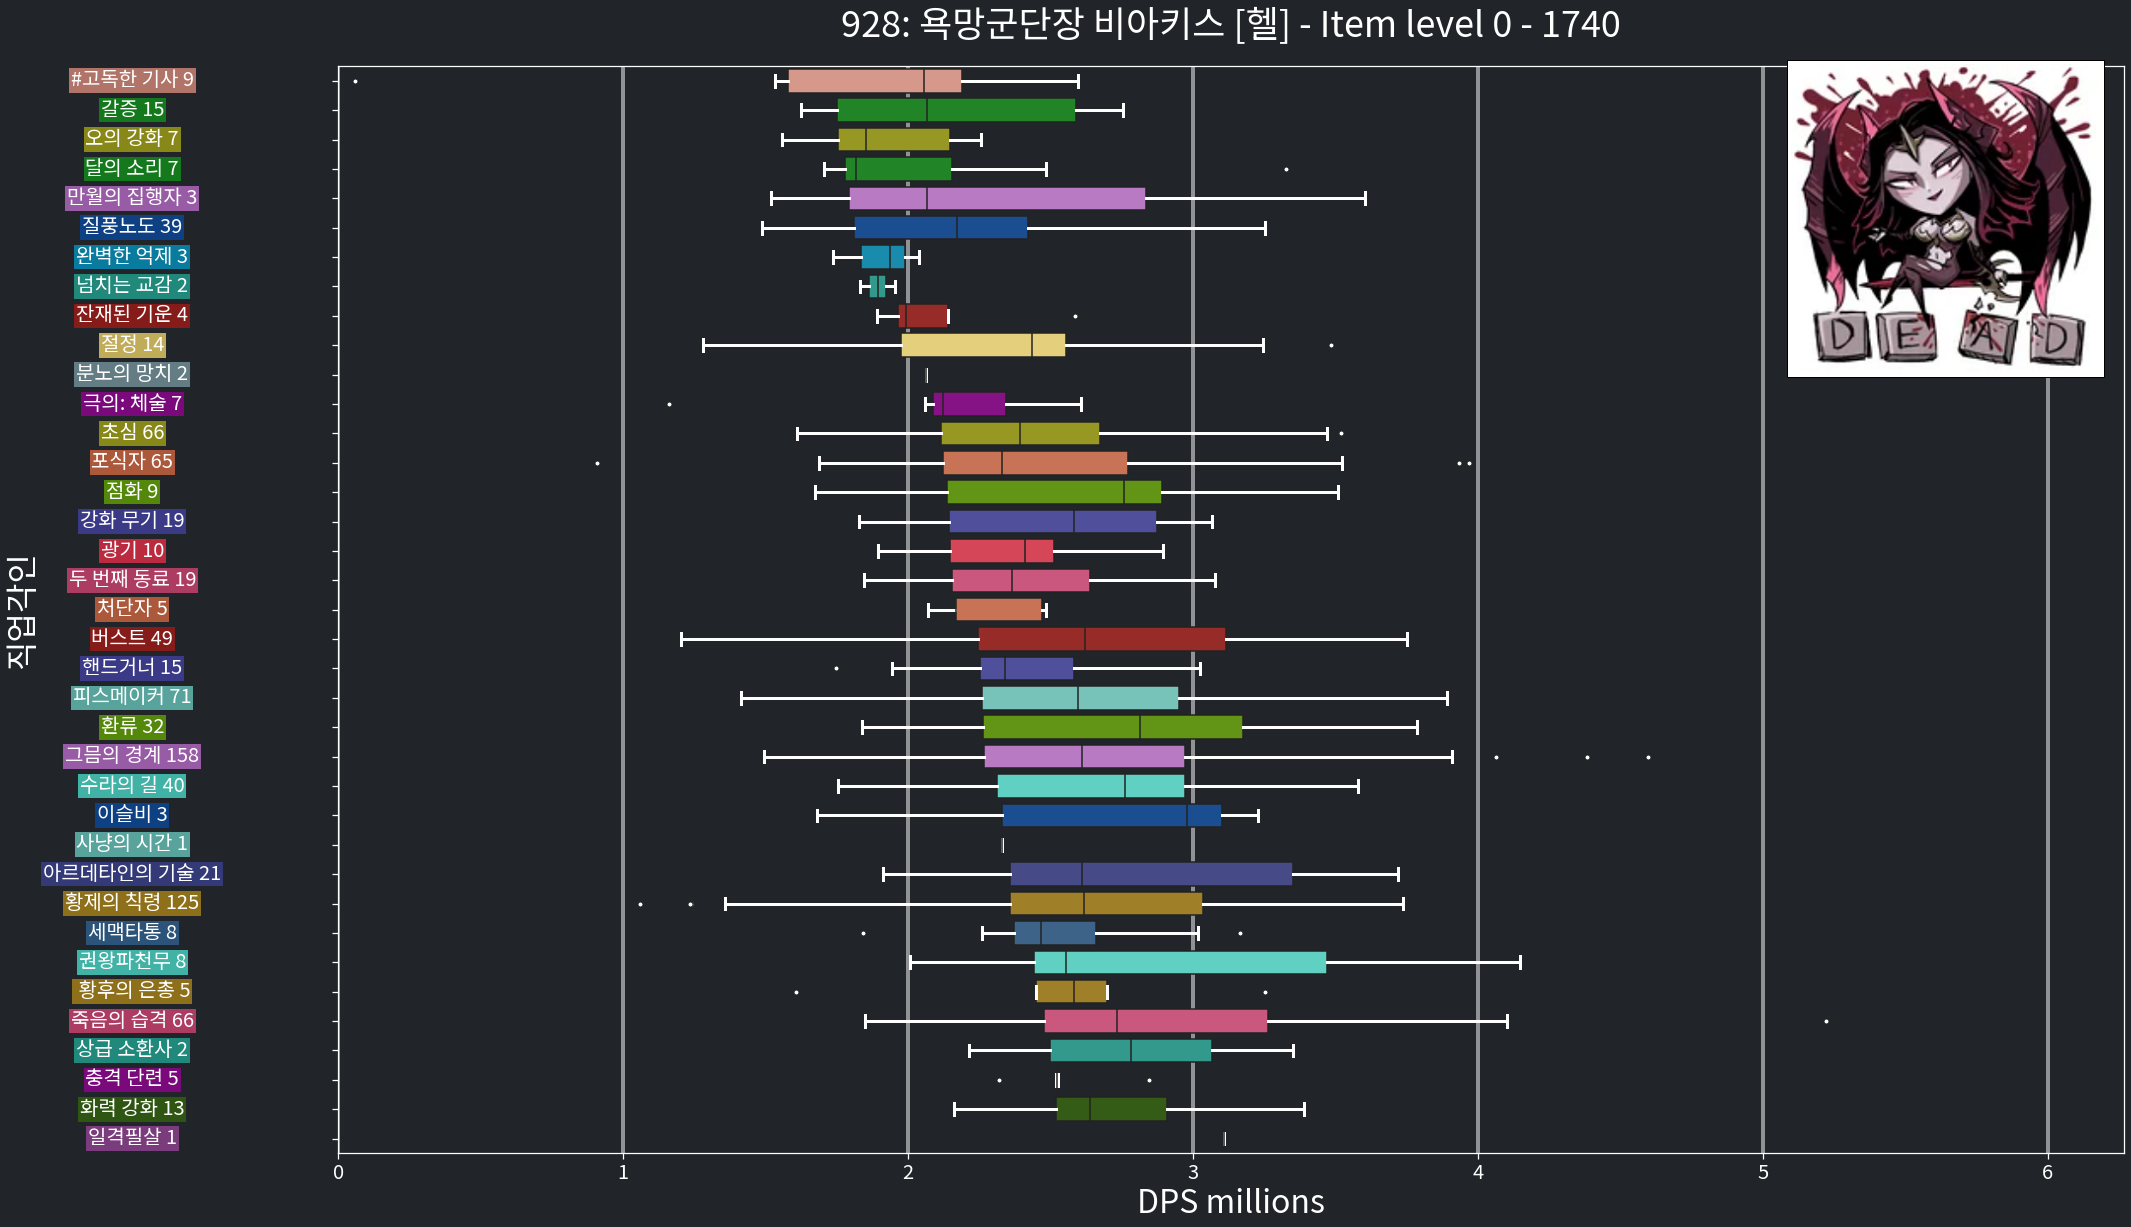 928: 욕망군단장 비아키스 [헬] - Item level 0 - 1740
#고독한 기사 9
갈증 15
오의 강화 7
달의 소리 7
만월의 집행자 3
질풍노도 39
완벽한 억제 3
넘치는 교감 2
잔재된 기운 4
절정 14
분노의 망치 2
극의: 체술 7
초심 66
포식자 65
점화 9
강화 무기 19
광기 10
두 번째 동료 19
처단자 5
버스트 49
핸드거너 15
피스메이커 71
환류 32
그믐의 경계 158
수라의 길 40
이슬비 3
사냥의 시간 1
아르데타인의 기술 21
황제의 칙령 125
세맥타통 8
권왕파천무 8
황후의 은총 5
죽음의 습격 66
상급 소환사 2
충격 단련 5
화력 강화 13
일격필살 1
직업각인
0 1 2 3 4 5 6
DPS millions
D E A D